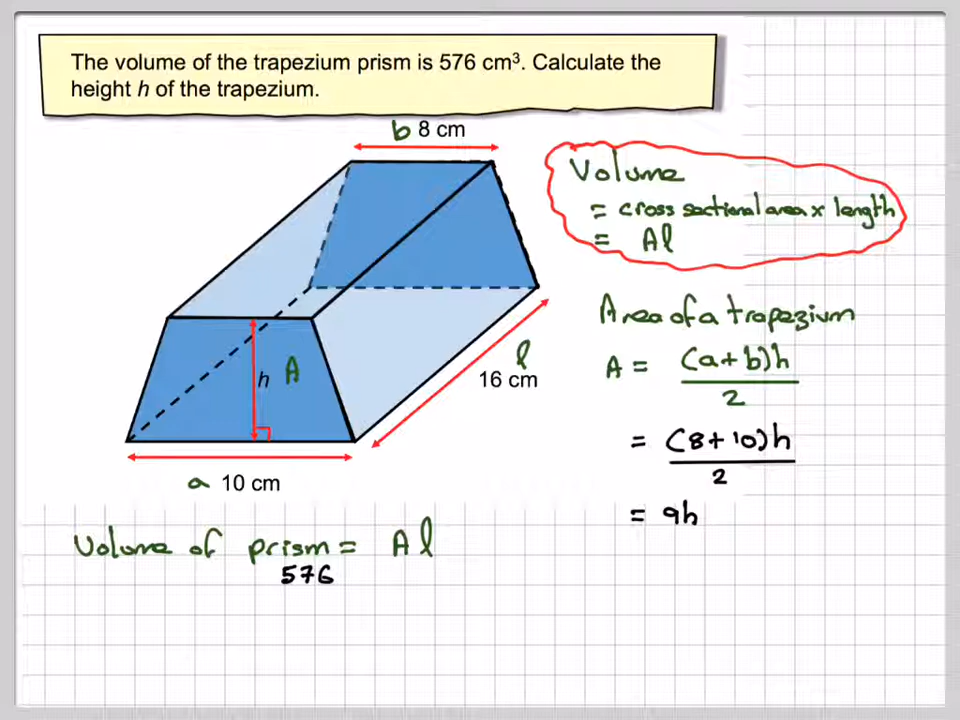 The volume of the trapezium prism is 576 cm³. Calculate the
height h of the trapezium.
b 8 cm
Volume
= cross sectional area x length
= Al
Area of a trapezium
A = (a+b)h
2
= (8+10)h
2
= 9h
h A
l
16 cm
a 10 cm
Volume of prism = Al
576